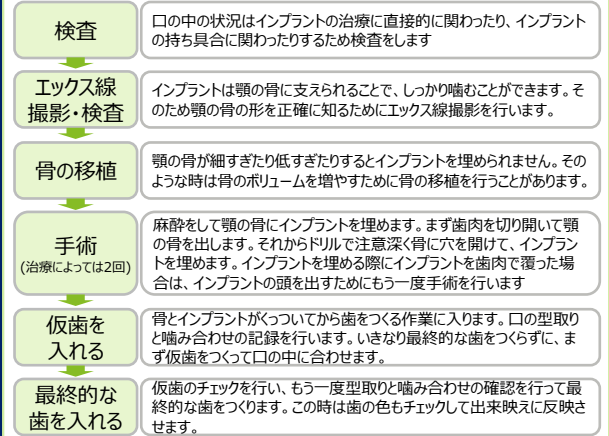 検査
口の中の状況はインプラントの治療に直接的に関わったり、インプラント
の持ち具合に関わったりするため検査をします
エックス線
撮影・検査
インプラントは顎の骨に支えられることで、しっかり噛むことができます。そ
のため顎の骨の形を正確に知るためにエックス線撮影を行います。
骨の移植
顎の骨が細すぎたり低すぎたりするとインプラントを埋められません。その
ような時は骨のボリュームを増やすために骨の移植を行うことがあります。
手術
(治療によっては2回)
麻酔をして顎の骨にインプラントを埋めます。まず歯肉を切り開いて顎
の骨を出します。それからドリルで注意深く骨に穴を開けて、インプラン
トを埋めます。インプラントを埋める際にインプラントを歯肉で覆った場
合は、インプラントの頭を出すためにもう一度手術を行います
仮歯を
入れる
骨とインプラントがくっついてから歯をつくる作業に入ります。口の型取り
と噛み合わせの記録を行います。いきなり最終的な歯をつくらずに、ま
ず仮歯をつくって口の中に合わせます。
最終的な
歯を入れる
仮歯のチェックを行い、もう一度型取りと噛み合わせの確認を行って最
終的な歯をつくります。この時は歯の色もチェックして出来映えに反映さ
せます。